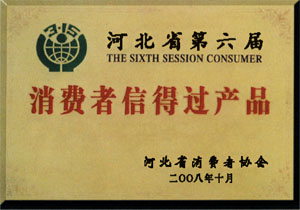 3·15
河北省第六届
THE SIXTH SESSION CONSUMER
消费者信得过产品
河北省消费者协会
二〇〇八年十月